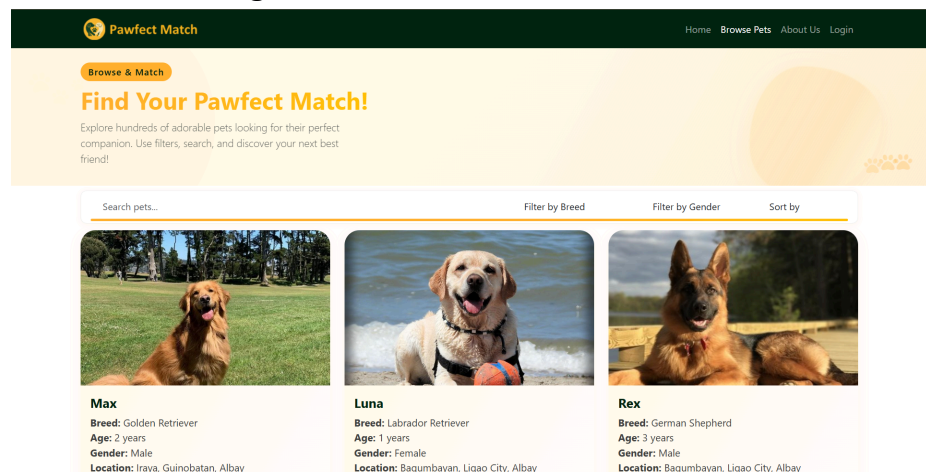 Pawfect Match
Home Browse Pets About Us Login
Browse & Match
Find Your Pawfect Match!
Explore hundreds of adorable pets looking for their perfect
companion. Use filters, search, and discover your next best
friend!
Search pets... Filter by Breed Filter by Gender Sort by
Max
Breed: Golden Retriever
Age: 2 years
Gender: Male
Location: Iraya, Guinobatan, Albay
Luna
Breed: Labrador Retriever
Age: 1 years
Gender: Female
Location: Bagumbayan, Ligao City, Albay
Rex
Breed: German Shepherd
Age: 3 years
Gender: Male
Location: Bagumbayan, Ligao City, Albay